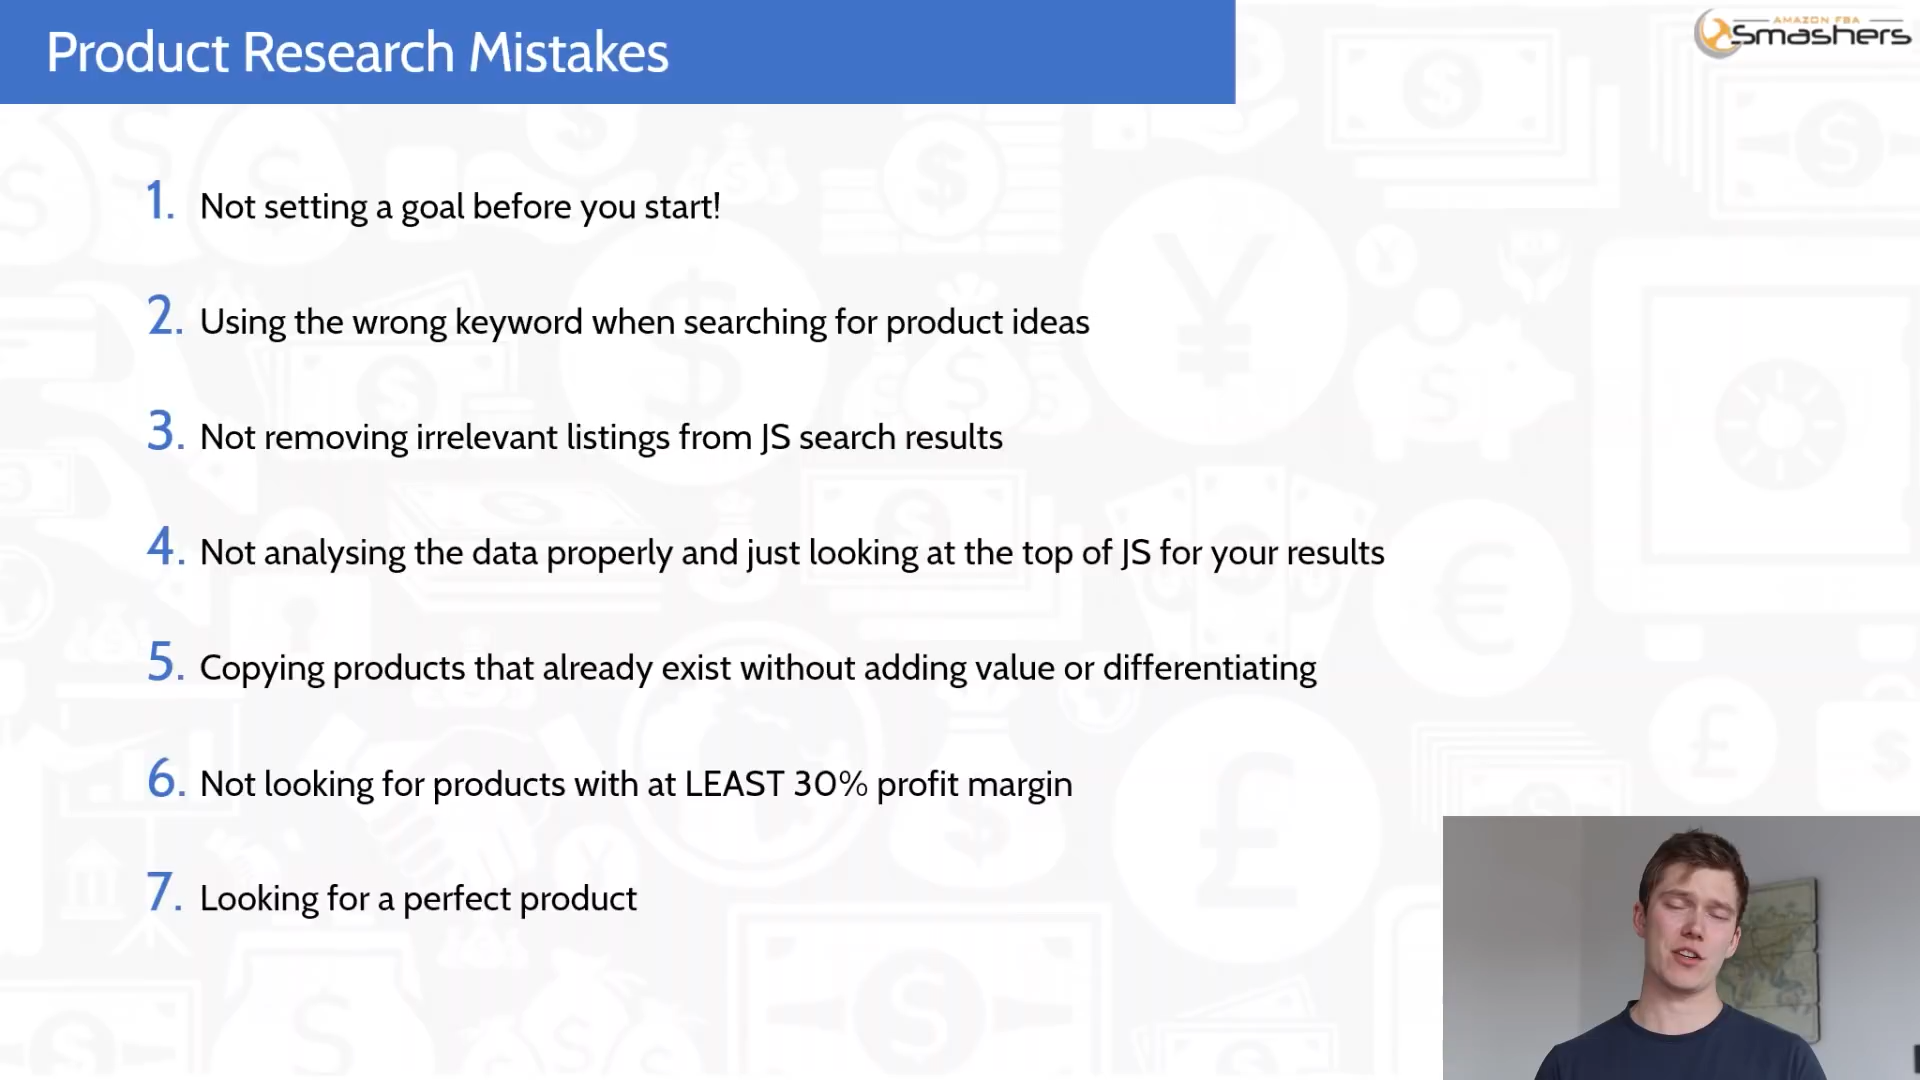 Product Research Mistakes
AMAZON FBA
Smashers
1. Not setting a goal before you start!
2. Using the wrong keyword when searching for product ideas
3. Not removing irrelevant listings from JS search results
4. Not analysing the data properly and just looking at the top of JS for your results
5. Copying products that already exist without adding value or differentiating
6. Not looking for products with at LEAST 30% profit margin
7. Looking for a perfect product